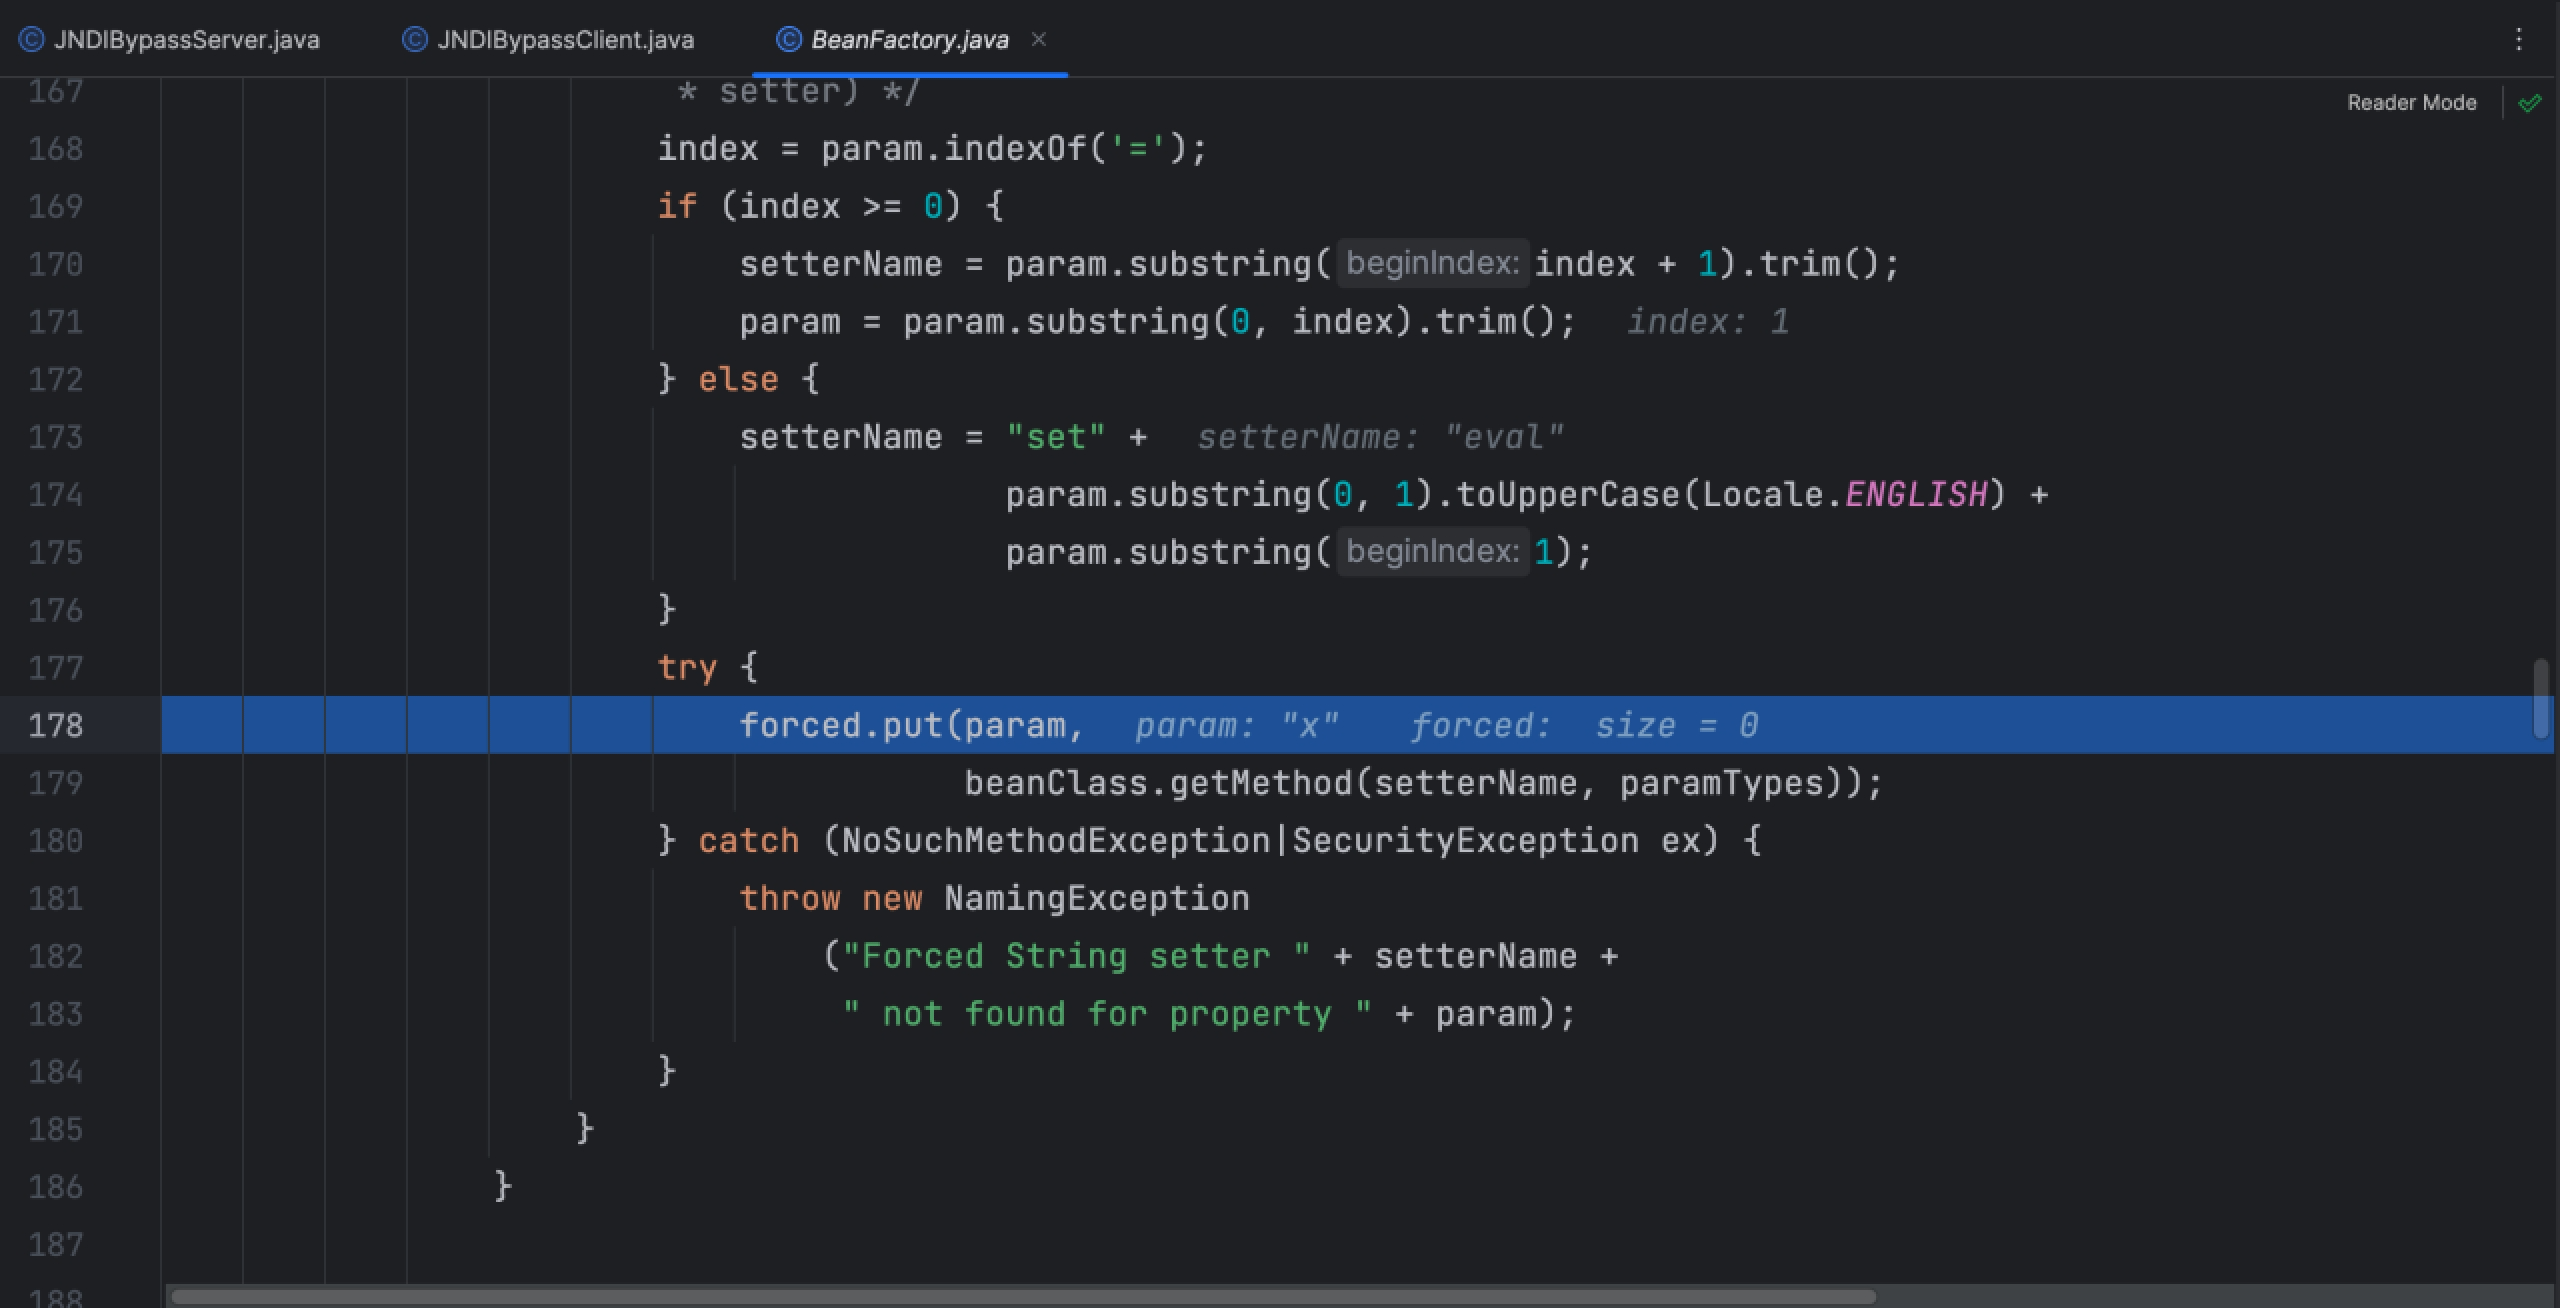 JNDIBypassServer.java JNDIBypassClient.java BeanFactory.java
167 * setter) */
Reader Mode
168 index = param.indexOf('=');
169 if (index >= 0) {
170 setterName = param.substring( beginIndex: index + 1).trim();
171 param = param.substring(0, index).trim(); index: 1
172 } else {
173 setterName = "set" + setterName: "eval"
174 param.substring(0, 1).toUpperCase(Locale.ENGLISH) +
175 param.substring( beginIndex: 1);
176 }
177 try {
178 forced.put(param, param: "x" forced: size = 0
179 beanClass.getMethod(setterName, paramTypes));
180 } catch (NoSuchMethodException|SecurityException ex) {
181 throw new NamingException
182 ("Forced String setter " + setterName +
183 " not found for property " + param);
184 }
185 }
186 }
187
188